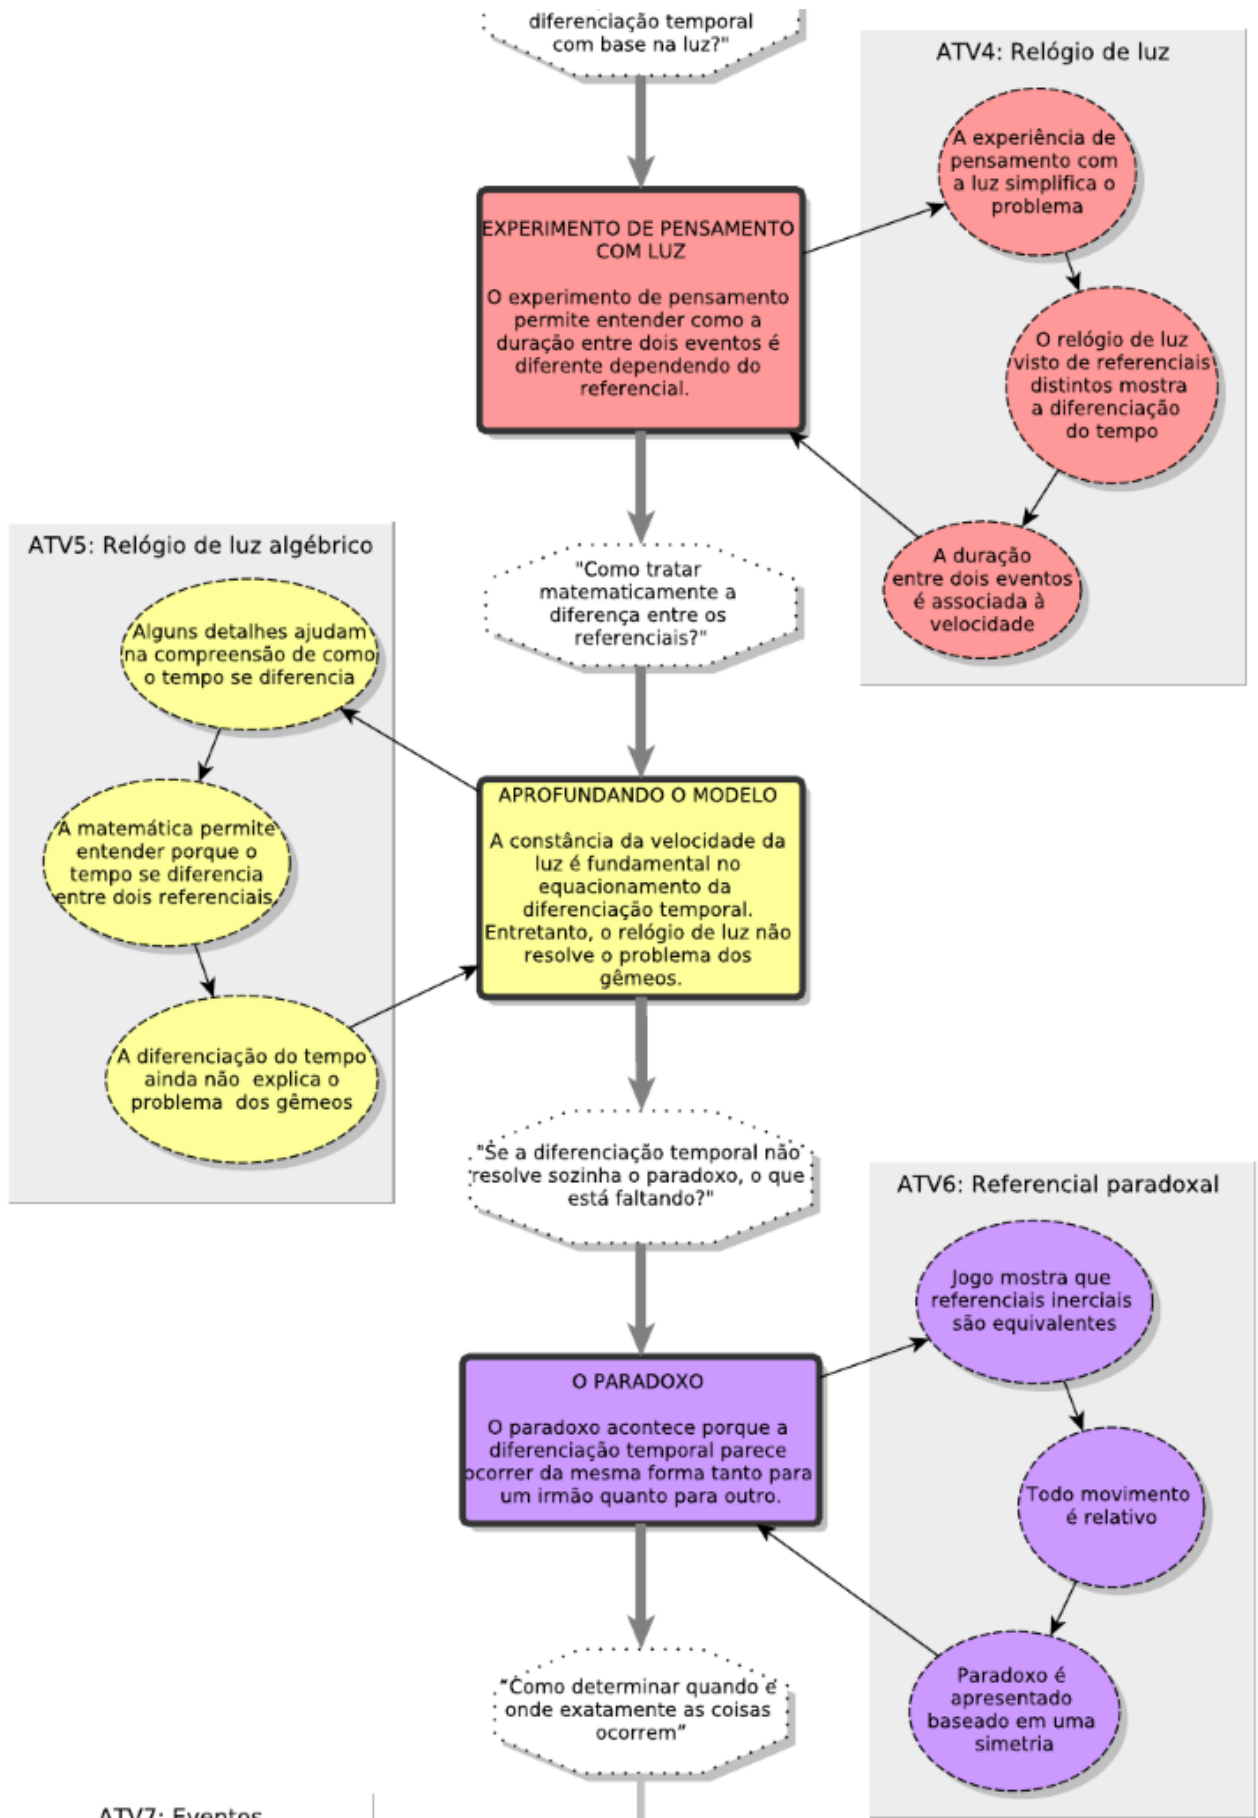 diferenciação temporal
com base na luz?"
ATV4: Relógio de luz
A experiência de
pensamento com
a luz simplifica o
problema
EXPERIMENTO DE PENSAMENTO
COM LUZ
O experimento de pensamento
permite entender como a
duração entre dois eventos é
diferente dependendo do
referencial.
O relógio de luz
visto de referenciais
distintos mostra
a diferenciação
do tempo
A duração
entre dois eventos
é associada à
velocidade
"Como tratar
matematicamente a
diferença entre os
referenciais?"
ATV5: Relógio de luz algébrico
Alguns detalhes ajudam
na compreensão de como
o tempo se diferencia
A matemática permite
entender porque o
tempo se diferencia
entre dois referenciais.
A diferenciação do tempo
ainda não explica o
problema dos gêmeos
APROFUNDANDO O MODELO
A constância da velocidade da
luz é fundamental no
equacionamento da
diferenciação temporal.
Entretanto, o relógio de luz não
resolve o problema dos
gêmeos.
"Se a diferenciação temporal não
resolve sozinha o paradoxo, o que
está faltando?"
ATV6: Referencial paradoxal
Jogo mostra que
referenciais inerciais
são equivalentes
Todo movimento
é relativo
Paradoxo é
apresentado
baseado em uma
simetria
O PARADOXO
O paradoxo acontece porque a
diferenciação temporal parece
ocorrer da mesma forma tanto para
um irmão quanto para outro.
"Como determinar quando e
onde exatamente as coisas
ocorrem”
ATV7: Eventos